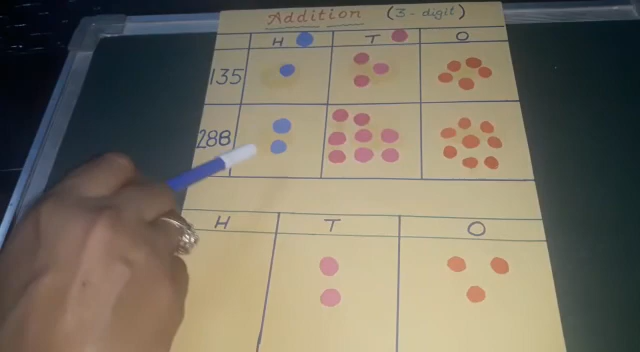 Addition (3-digit)
H T O
135
288
H T O